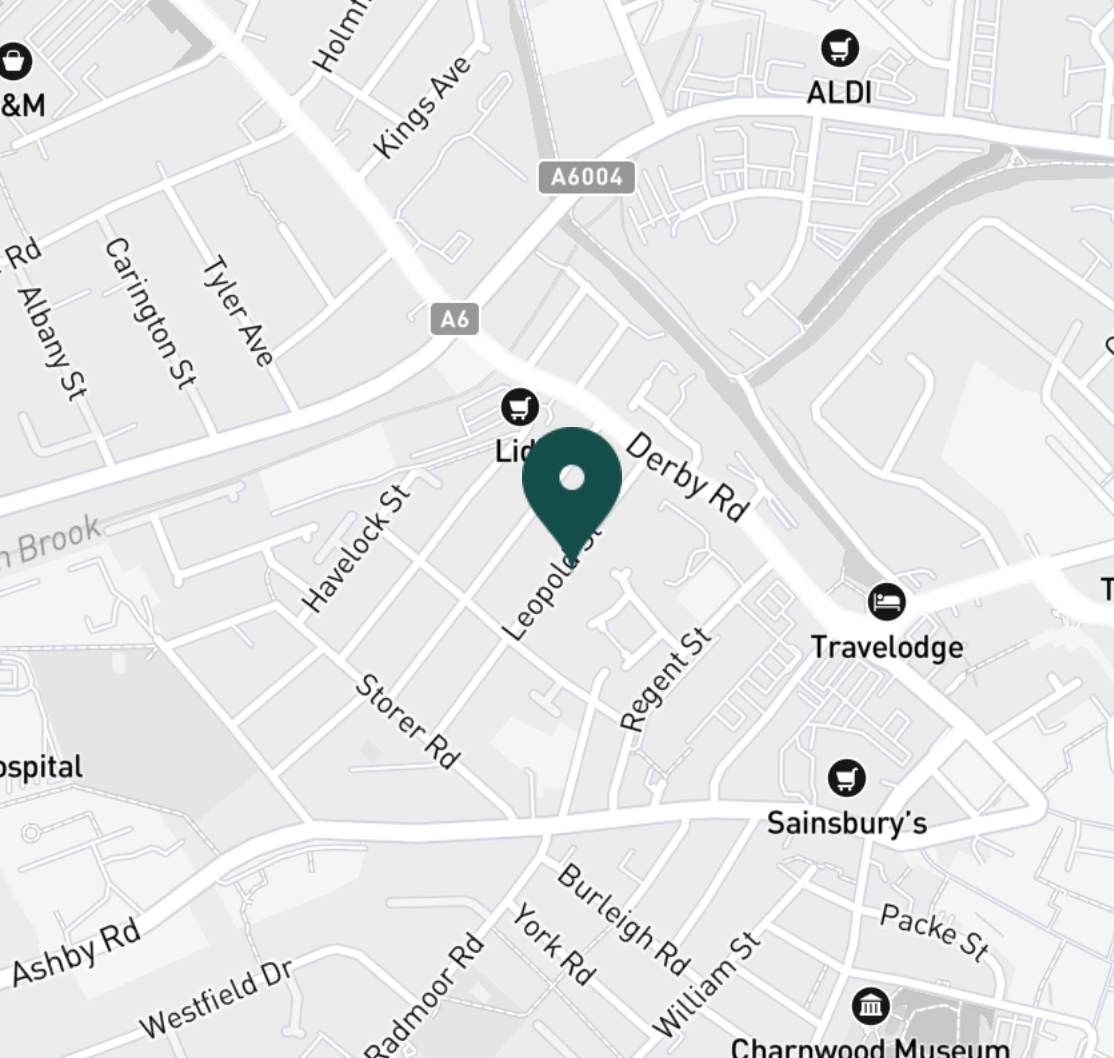 Holmf
Kings Ave
&M
ALDI
A6004
Rd
Albany St
Carington St
Tyler Ave
A6
Lid
Derby Rd
n Brook
Havelock St
Leopold St
T
Travelodge
Regent St
Storer Rd
ospital
Sainsbury's
Burleigh Rd
York Rd
Packe St
Ashby Rd
Westfield Dr
Radmoor Rd
William St
Charnwood Museum